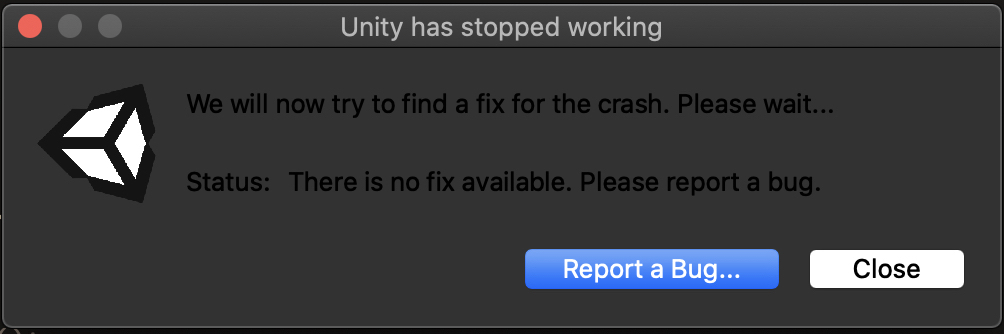 Unity has stopped working
We will now try to find a fix for the crash. Please wait...
Status: There is no fix available. Please report a bug.
Report a Bug...
Close